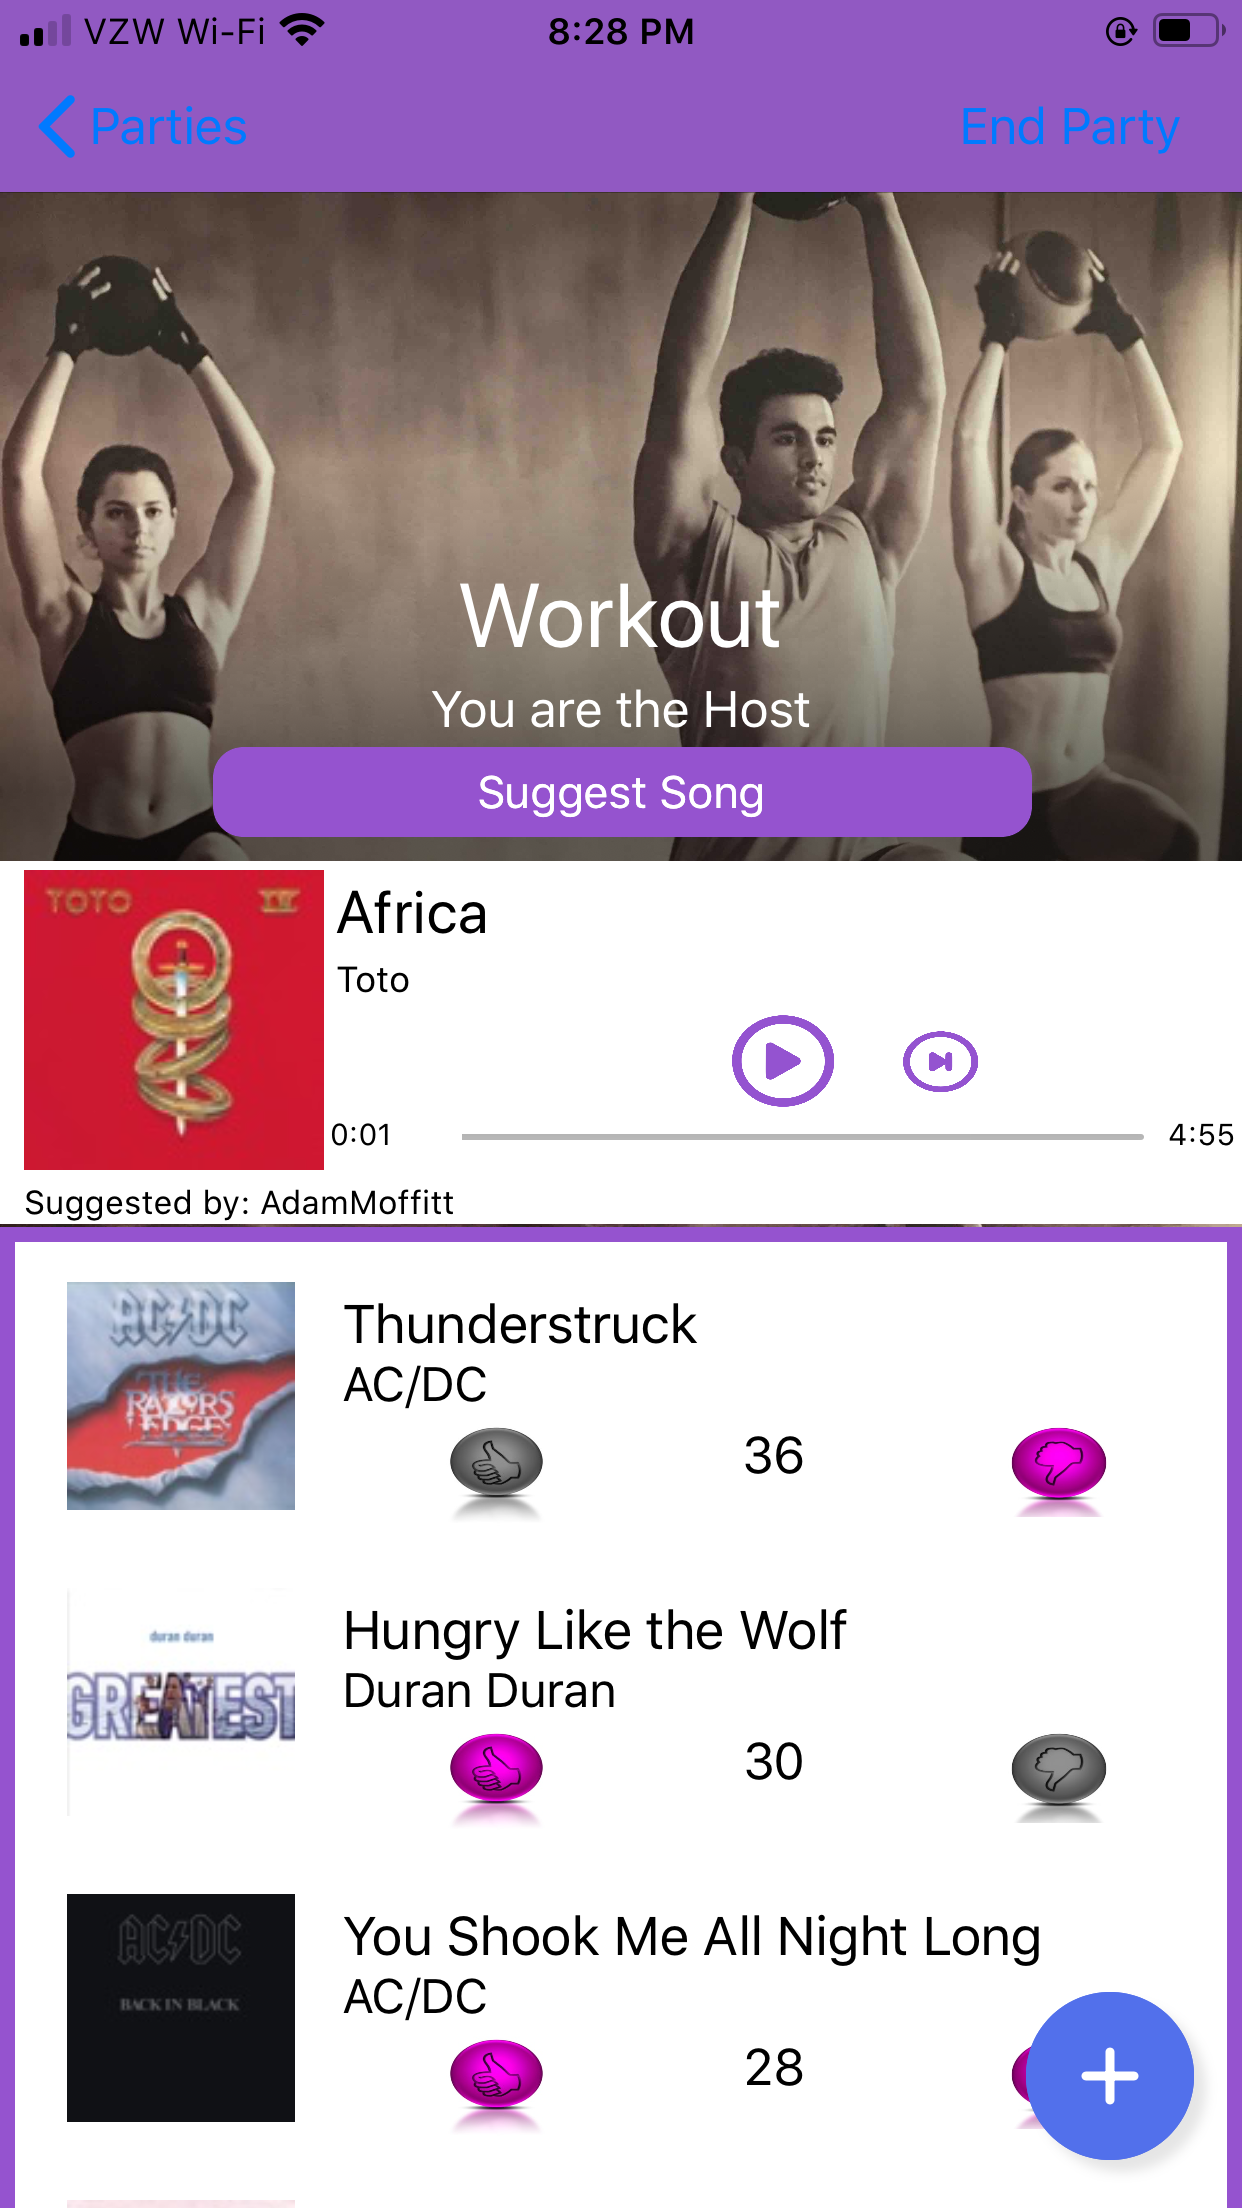 VZW Wi-Fi
8:28 PM
Parties
End Party
Workout
You are the Host
Suggest Song
TOTO IV
Africa
Toto
0:01
4:55
Suggested by: AdamMoffitt
AC/DC
THE
RAZORS
EDGE
Thunderstruck
AC/DC
36
duran duran
GREATEST
Hungry Like the Wolf
Duran Duran
30
AC/DC
BACK IN BLACK
You Shook Me All Night Long
AC/DC
28